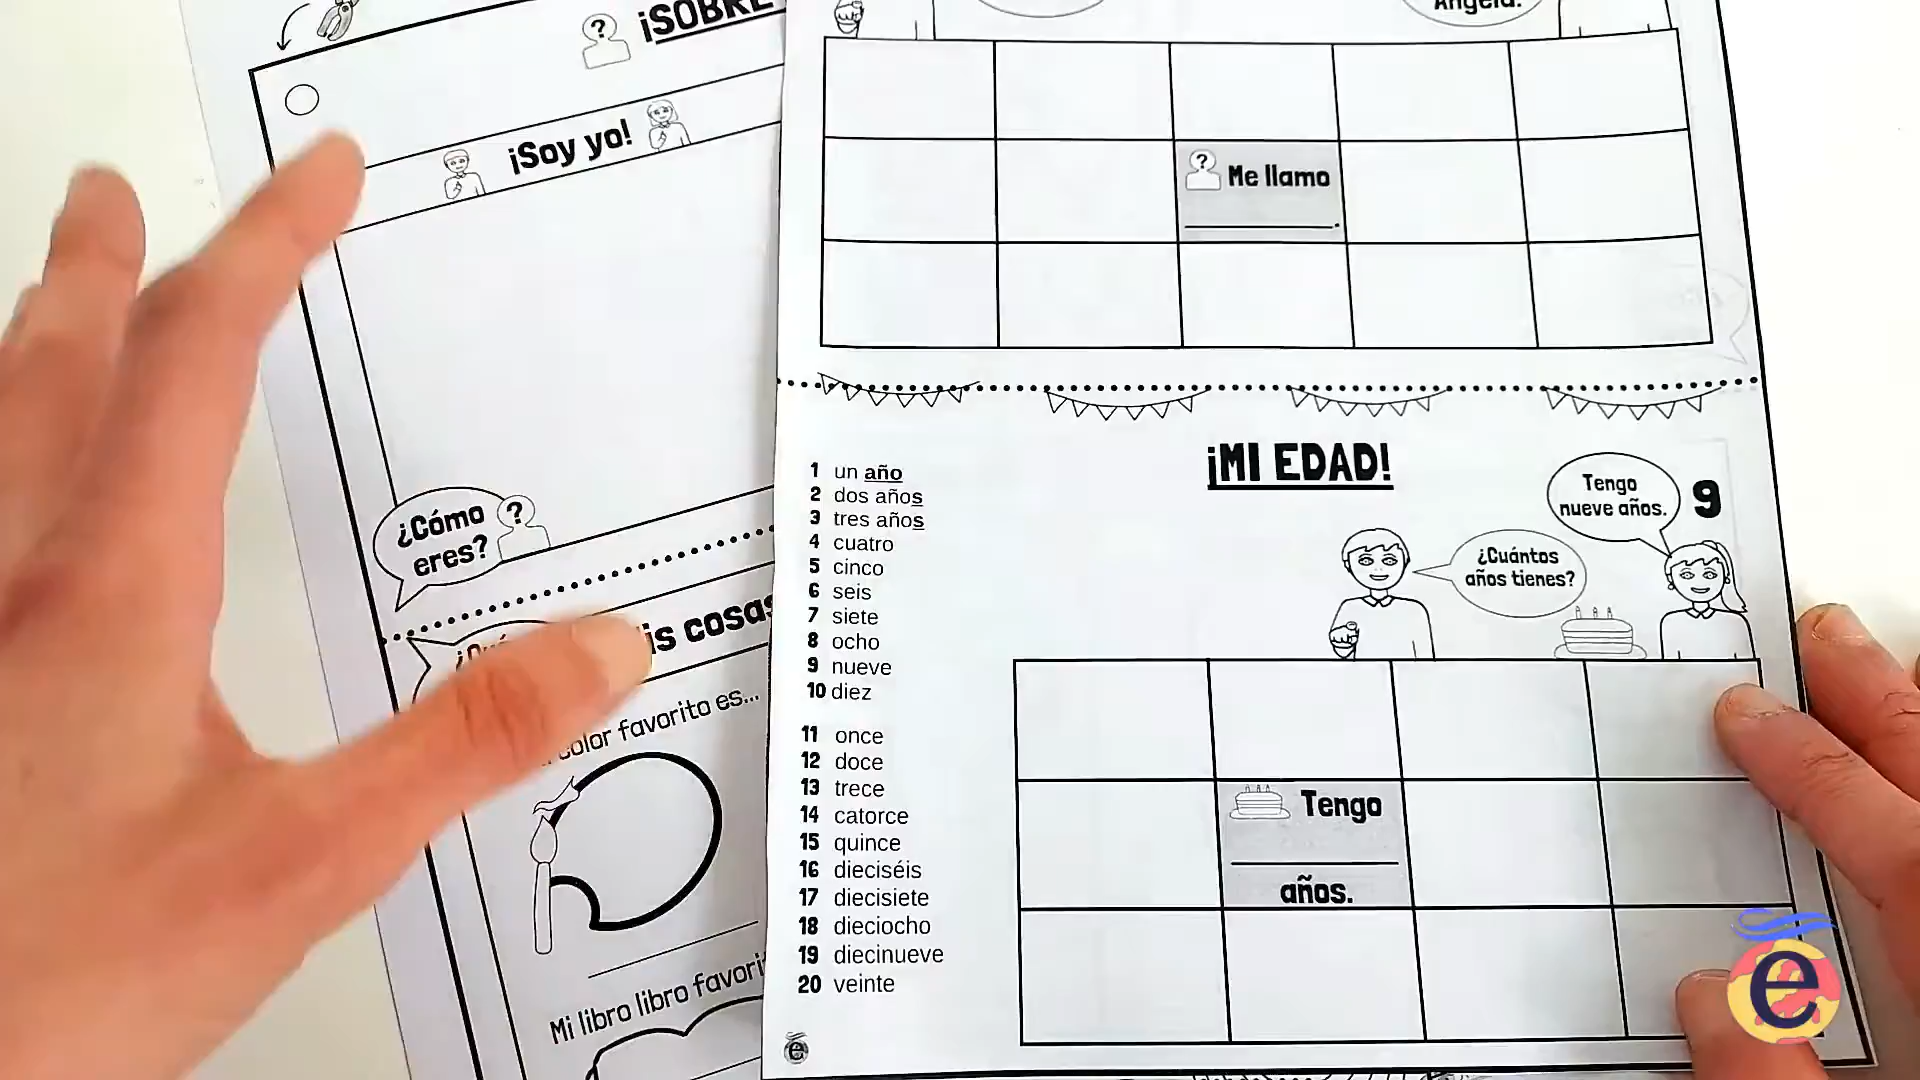 ¡SOBRE
¡Soy yo!
¿Cómo
eres?
is cosas
color favorito es...
Mi libro libro favori
Angela.
?
Me llamo
¡MI EDAD!
1 un año
2 dos años
3 tres años
4 cuatro
5 cinco
6 seis
7 siete
8 ocho
9 nueve
10 diez
11 once
12 doce
13 trece
14 catorce
15 quince
16 dieciséis
17 diecisiete
18 dieciocho
19 diecinueve
20 veinte
Tengo
nueve años.
9
¿Cuántos
años tienes?
Tengo
años.
e